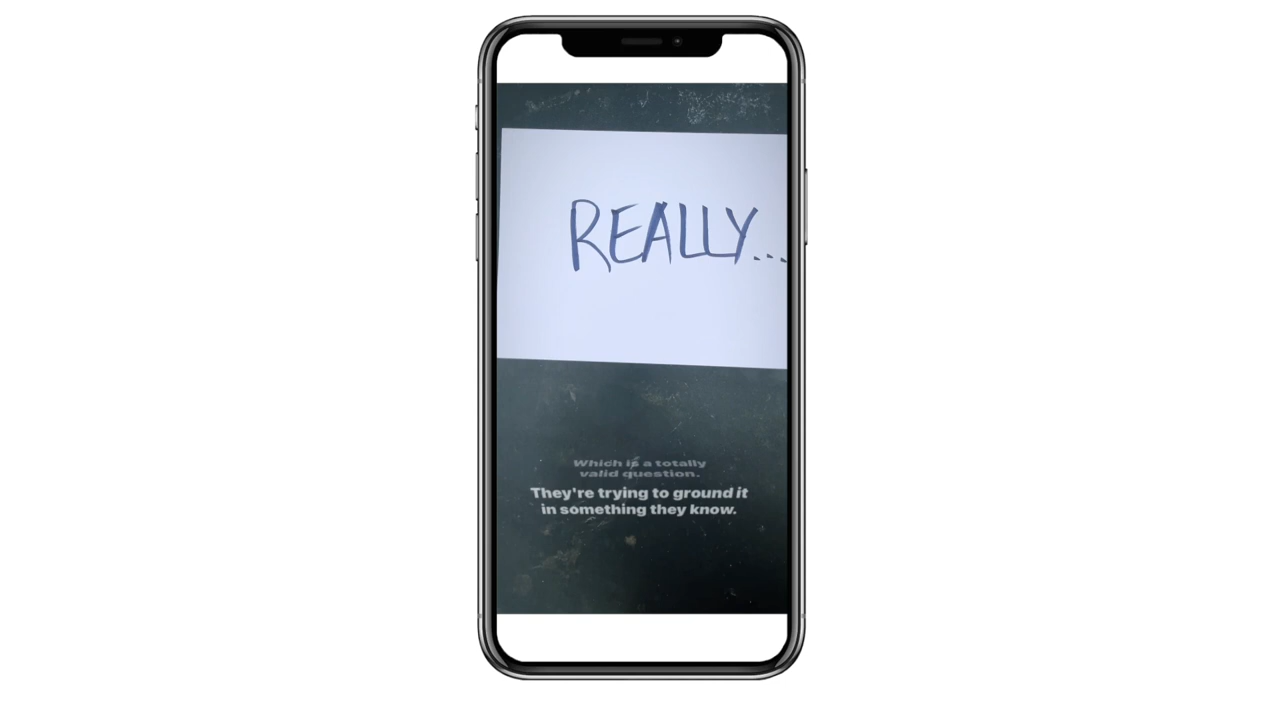 REALLY...
Which is a totally
valid question.
They're trying to ground it
in something they know.